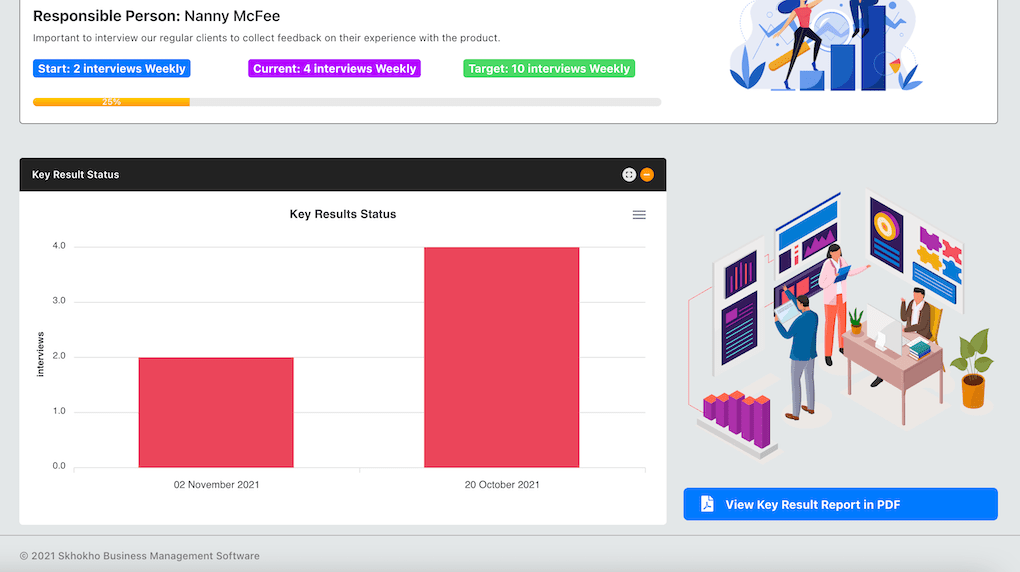 Responsible Person: Nanny McFee
Important to interview our regular clients to collect feedback on their experience with the product.
Start: 2 interviews Weekly
Current: 4 interviews Weekly
Target: 10 interviews Weekly
25%
Key Result Status
Key Results Status
4.0
3.0
2.0
1.0
0.0
interviews
02 November 2021
20 October 2021
View Key Result Report in PDF
© 2021 Skhokho Business Management Software